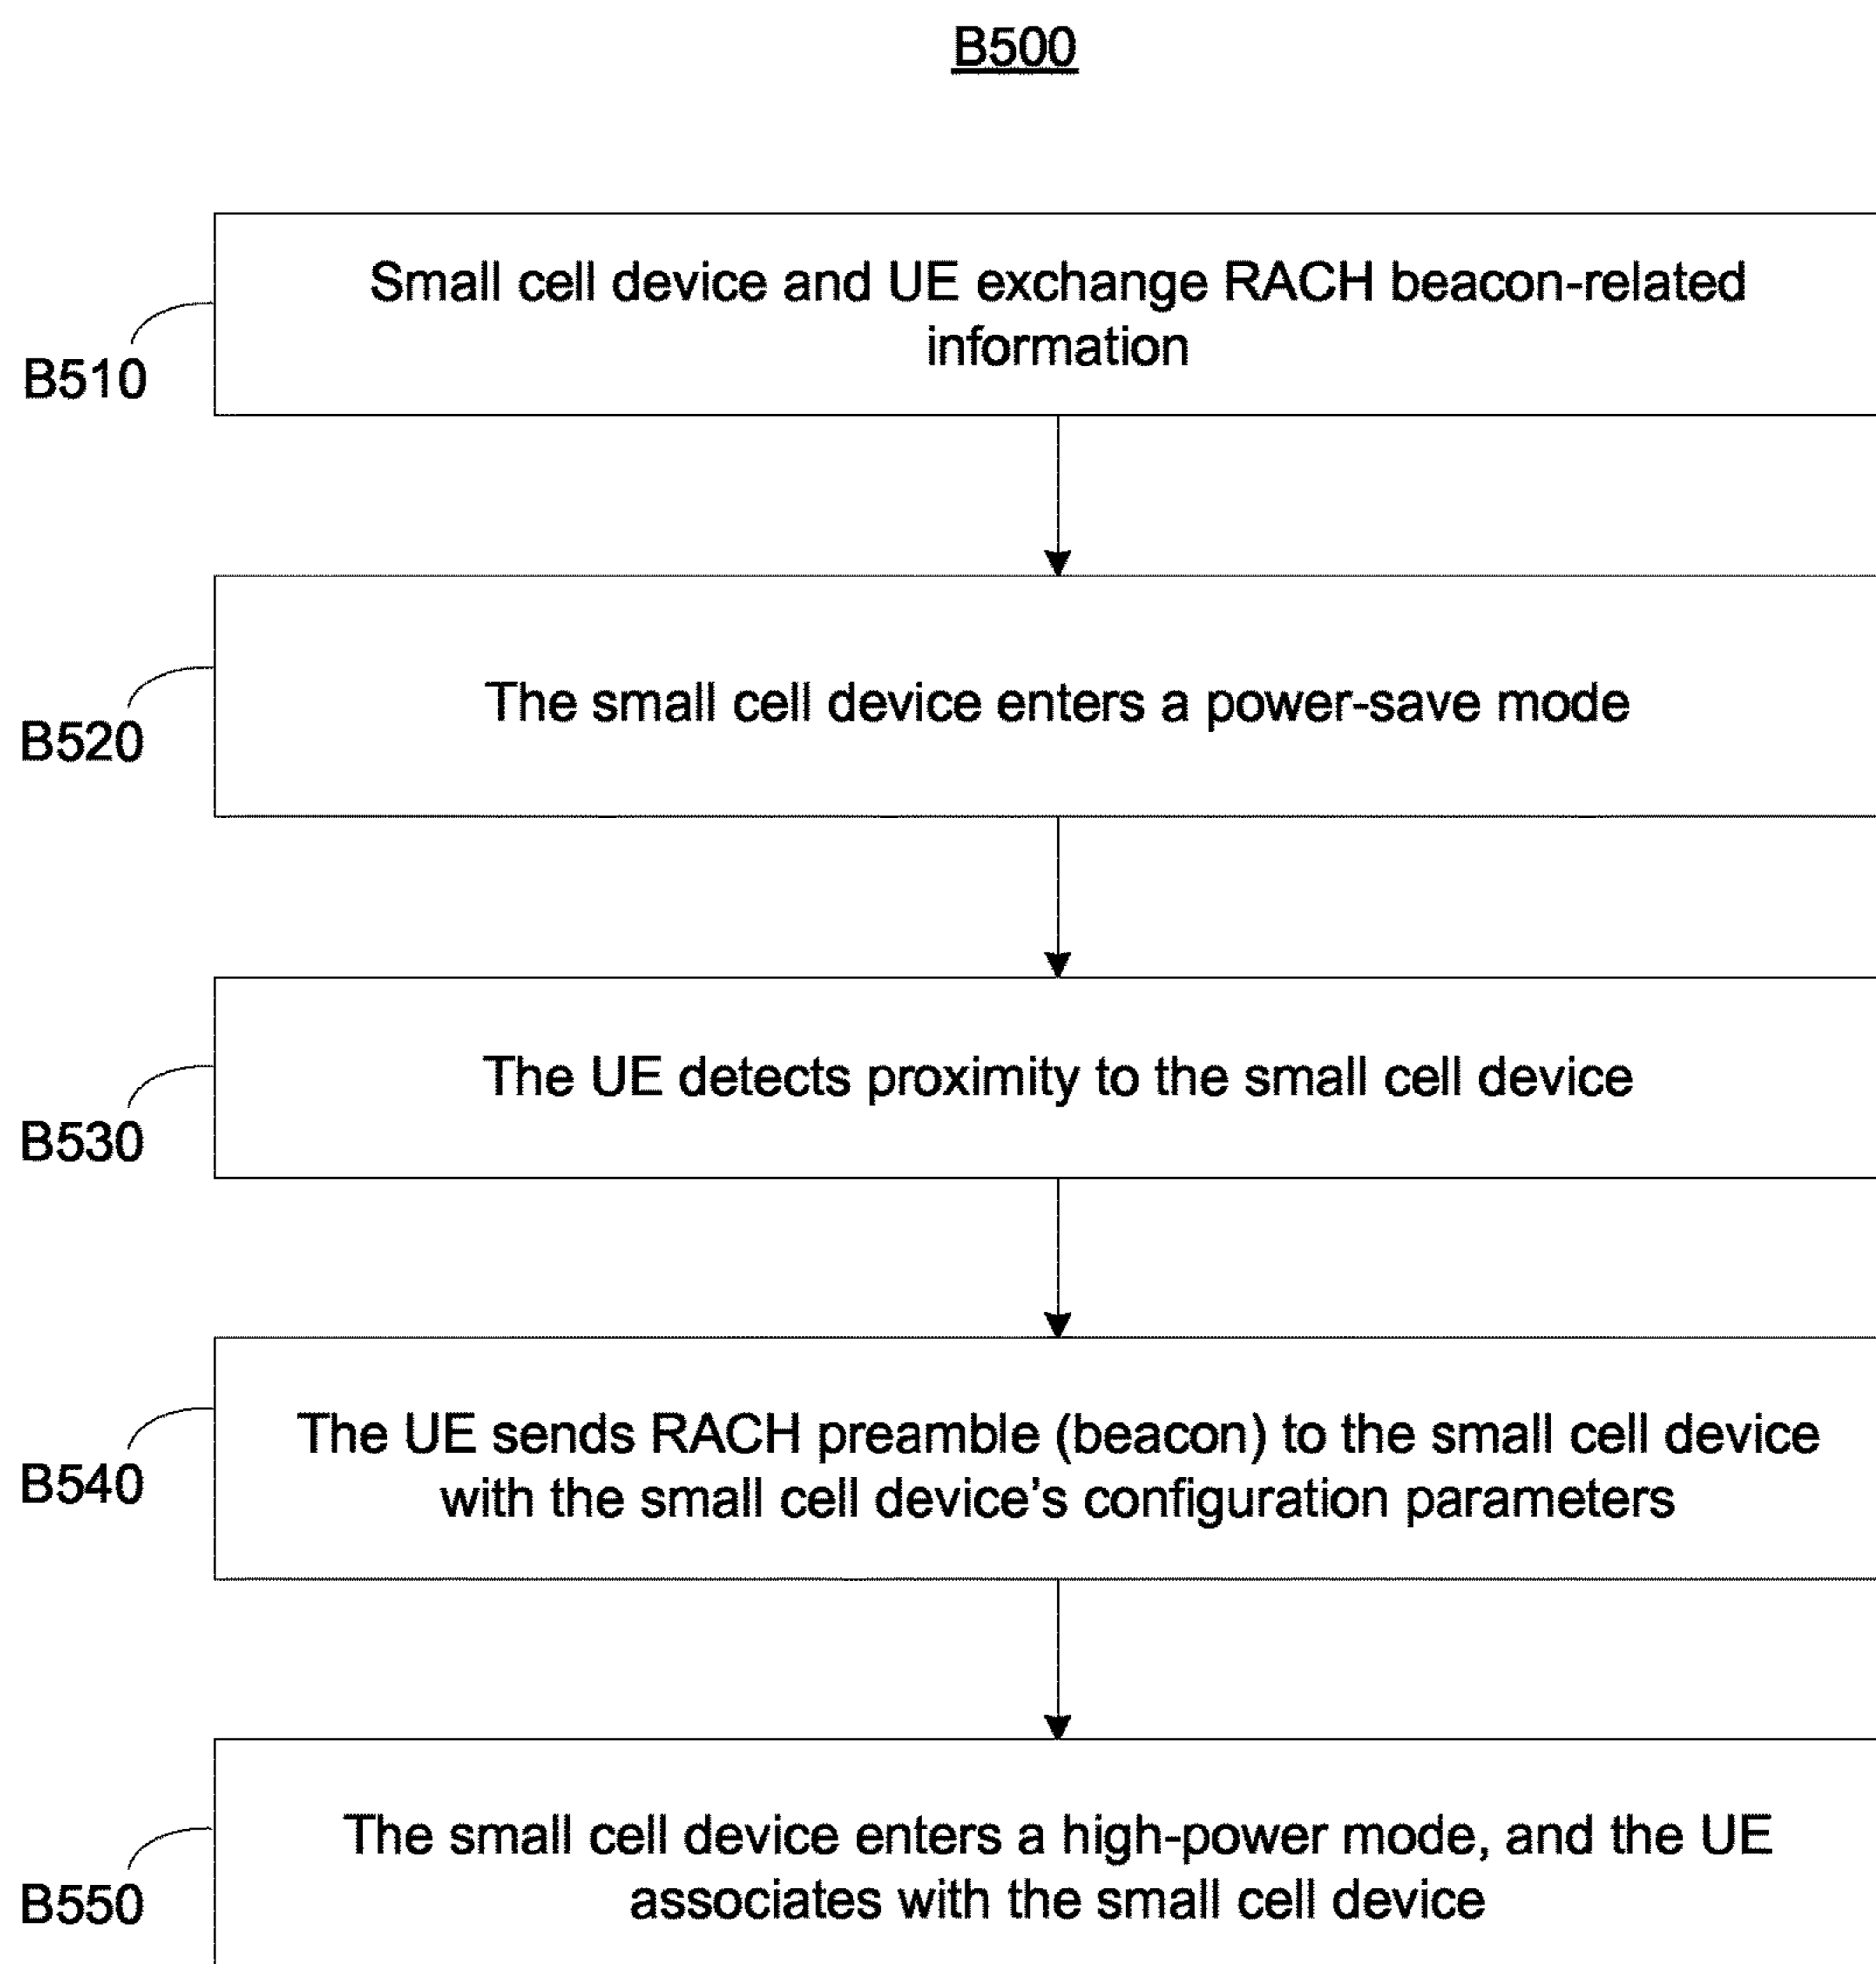 B500
Small cell device and UE exchange RACH beacon-related
information
B510
The small cell device enters a power-save mode
B520
The UE detects proximity to the small cell device
B530
The UE sends RACH preamble (beacon) to the small cell device
with the small cell device's configuration parameters
B540
The small cell device enters a high-power mode, and the UE
associates with the small cell device
B550